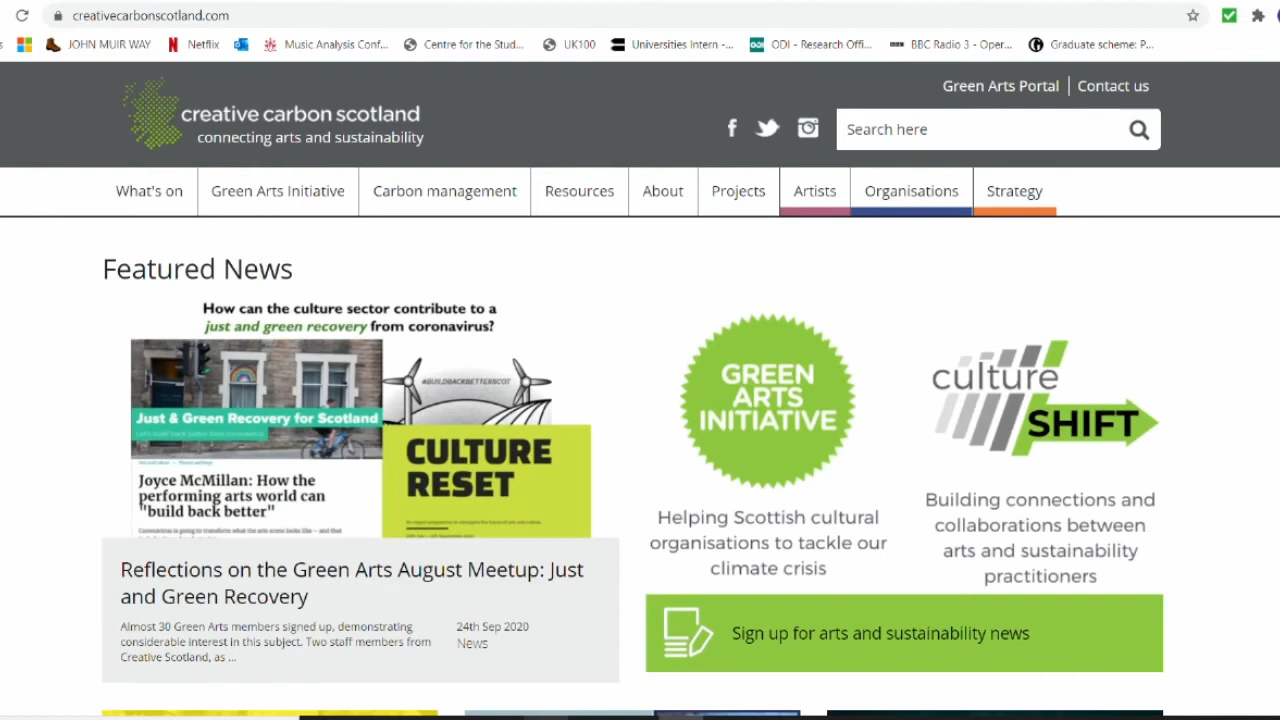 creativecarbonscotland.com
JOHN MUIR WAY
Netflix
Music Analysis Conf...
Centre for the Stud...
UK100
Universities Intern -...
ODI - Research Offi...
BBC Radio 3 - Oper...
Graduate scheme: P...
Green Arts Portal
Contact us
creative carbon scotland
connecting arts and sustainability
Search here
What's on
Green Arts Initiative
Carbon management
Resources
About
Projects
Artists
Organisations
Strategy
Featured News
How can the culture sector contribute to a
just and green recovery from coronavirus?
#BUILDBACKBETTERSCOT
Just & Green Recovery for Scotland
CULTURE
RESET
Joyce McMillan: How the
performing arts world can
"build back better"
Reflections on the Green Arts August Meetup: Just
and Green Recovery
Almost 30 Green Arts members signed up, demonstrating
considerable interest in this subject. Two staff members from
Creative Scotland, as ...
24th Sep 2020
News
GREEN
ARTS
INITIATIVE
Helping Scottish cultural
organisations to tackle our
climate crisis
culture
SHIFT
Building connections and
collaborations between
arts and sustainability
practitioners
Sign up for arts and sustainability news